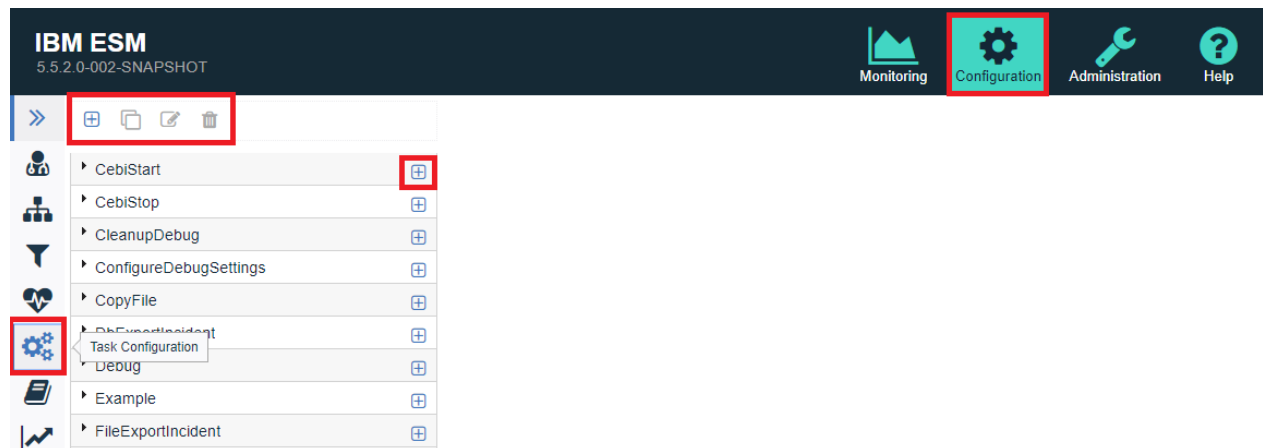 IBM ESM
5.5.2.0-002-SNAPSHOT
Monitoring
Configuration
Administration
Help
CebiStart
CebiStop
CleanupDebug
ConfigureDebugSettings
CopyFile
DbExportIncident
Task Configuration
Debug
Example
FileExportIncident